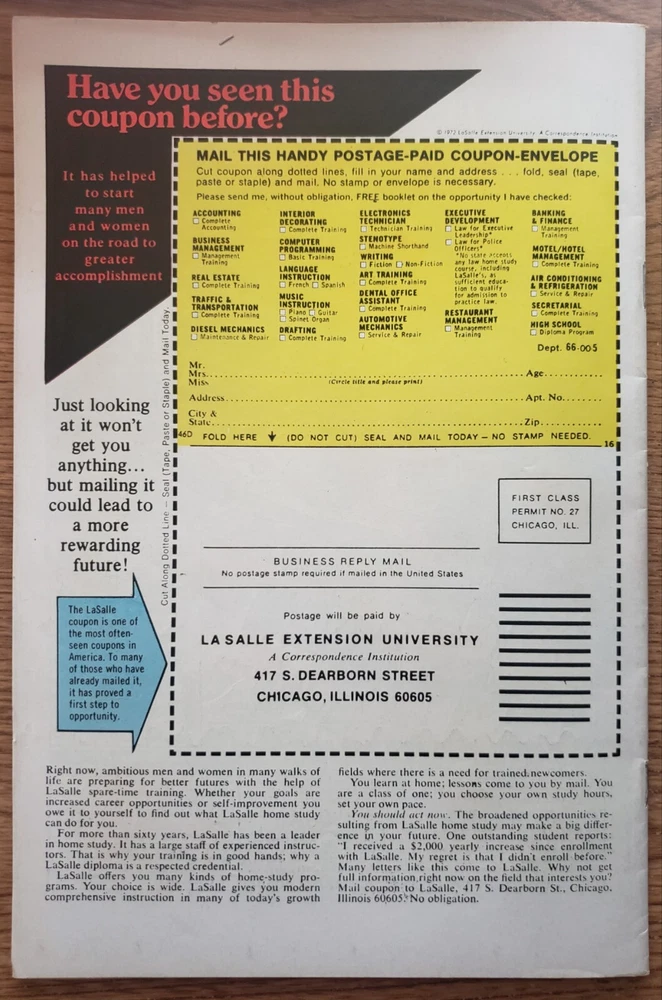 Have you seen this
coupon before?
© 1972 LaSalle Extension University A Correspondence Institution
It has helped
to start
many men
and women
on the road to
greater
accomplishment
MAIL THIS HANDY POSTAGE-PAID COUPON-ENVELOPE
Cut coupon along dotted lines, fill in your name and address . . . fold, seal (tape,
paste or staple) and mail. No stamp or envelope is necessary.
Please send me, without obligation, FREE booklet on the opportunity I have checked:
ACCOUNTING
Complete
Accounting
BUSINESS
MANAGEMENT
Management
Training
REAL ESTATE
Complete Training
TRAFFIC &
TRANSPORTATION
Complete Training
DIESEL MECHANICS
Maintenance & Repair
INTERIOR
DECORATING
Complete Training
COMPUTER
PROGRAMMING
Basic Training
LANGUAGE
INSTRUCTION
French Spanish
MUSIC
INSTRUCTION
Piano Guitar
Spinet Organ
DRAFTING
Complete Training
ELECTRONICS
TECHNICIAN
Technician Training
STENOTYPE
Machine Shorthand
WRITING
Fiction Non-Fiction
ART TRAINING
Complete Training
DENTAL OFFICE
ASSISTANT
Complete Training
AUTOMOTIVE
MECHANICS
Service & Repair
EXECUTIVE
DEVELOPMENT
Law for Executive
Leadership*
Law for Police
Officers*
*No state accepts
any law home study
course, including
LaSalle's, as
sufficient educa-
tion to qualify
for admission to
practice law.
RESTAURANT
MANAGEMENT
Management
Training
BANKING
& FINANCE
Management
Training
MOTEL/HOTEL
MANAGEMENT
Complete Training
AIR CONDITIONING
& REFRIGERATION
Service & Repair
SECRETARIAL
Complete Training
HIGH SCHOOL
Diploma Program
Dept. 66-005
Mr.
Mrs. Age
Miss (Circle title and please print)
Address Apt. No.
City &
State Zip
46D FOLD HERE (DO NOT CUT) SEAL AND MAIL TODAY – NO STAMP NEEDED. 16
Cut Along Dotted Line — Seal (Tape, Paste or Staple) and Mail Today,
Just looking
at it won't
get you
anything...
but mailing it
could lead to
a more
rewarding
future!
The LaSalle
coupon is one of
the most often-
seen coupons in
America. To many
of those who have
already mailed it,
it has proved a
first step to
opportunity.
FIRST CLASS
PERMIT NO. 27
CHICAGO, ILL.
BUSINESS REPLY MAIL
No postage stamp required if mailed in the United States
Postage will be paid by
LA SALLE EXTENSION UNIVERSITY
A Correspondence Institution
417 S. DEARBORN STREET
CHICAGO, ILLINOIS 60605
Right now, ambitious men and women in many walks of
life are preparing for better futures with the help of
LaSalle spare-time training. Whether your goals are
increased career opportunities or self-improvement you
owe it to yourself to find out what LaSalle home study
can do for you.
For more than sixty years, LaSalle has been a leader
in home study. It has a large staff of experienced instruc-
tors. That is why your training is in good hands; why a
LaSalle diploma is a respected credential.
LaSalle offers you many kinds of home-study pro-
grams. Your choice is wide. LaSalle gives you modern
comprehensive instruction in many of today's growth
fields where there is a need for trained newcomers.
You learn at home; lessons come to you by mail. You
are a class of one; you choose your own study hours,
set your own pace.
You should act now. The broadened opportunities re-
sulting from LaSalle home study may make a big differ-
ence in your future. One outstanding student reports:
"I received a $2,000 yearly increase since enrollment
with LaSalle. My regret is that I didn't enroll before."
Many letters like this come to LaSalle. Why not get
full information right now on the field that interests you?
Mail coupon to LaSalle, 417 S. Dearborn St., Chicago,
Illinois 60605. No obligation.